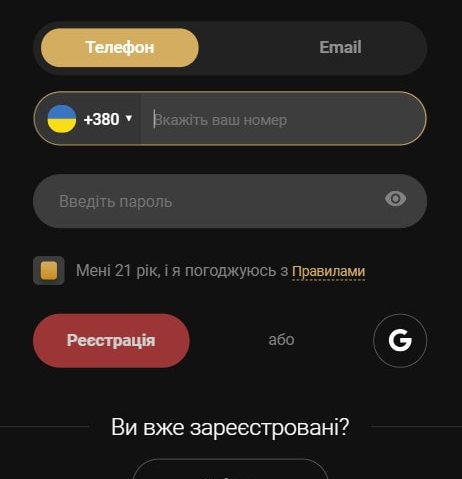 Телефон Email
+380 Вкажіть ваш номер
Введіть пароль
Мені 21 рік, і я погоджуюсь з Правилами
Реєстрація або G
Ви вже зареєстровані?